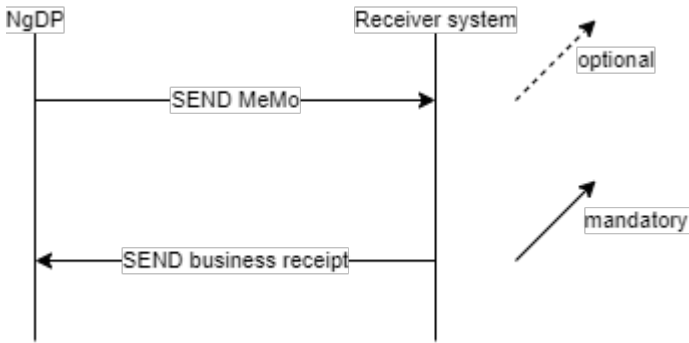 NgDP
Receiver system
optional
SEND MeMo
mandatory
SEND business receipt